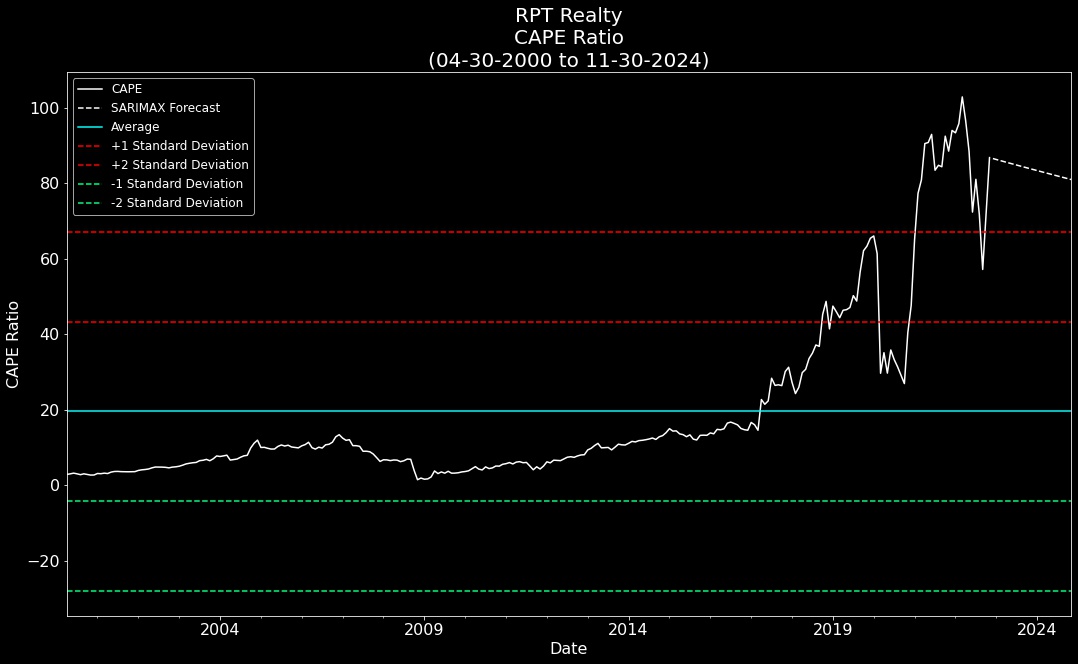 RPT Realty
CAPE Ratio
(04-30-2000 to 11-30-2024)
CAPE
SARIMAX Forecast
Average
+1 Standard Deviation
+2 Standard Deviation
-1 Standard Deviation
-2 Standard Deviation
CAPE Ratio
100
80
60
40
20
0
−20
2004
2009
2014
2019
2024
Date